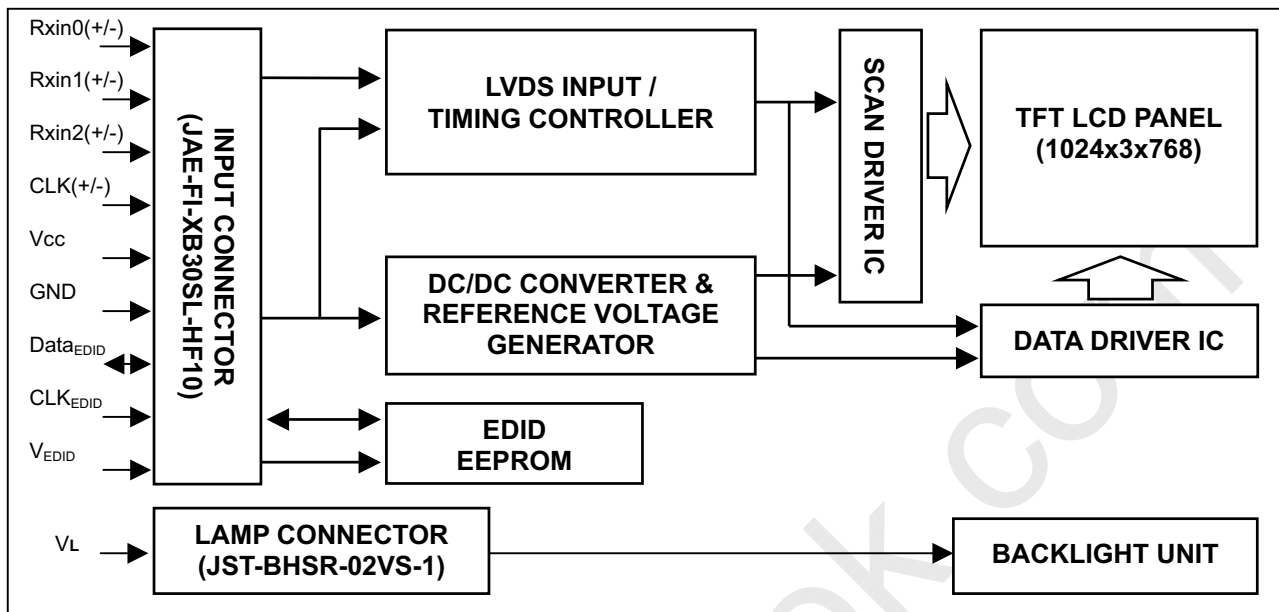 Rxin0(+/-)
Rxin1(+/-)
Rxin2(+/-)
CLK(+/-)
Vcc
GND
DataEDID
CLKEDID
VEDID
VL
INPUT CONNECTOR
(JAE-FI-XB30SL-HF10)
LVDS INPUT /
TIMING CONTROLLER
DC/DC CONVERTER &
REFERENCE VOLTAGE
GENERATOR
EDID
EEPROM
SCAN DRIVER IC
TFT LCD PANEL
(1024x3x768)
DATA DRIVER IC
LAMP CONNECTOR
(JST-BHSR-02VS-1)
BACKLIGHT UNIT